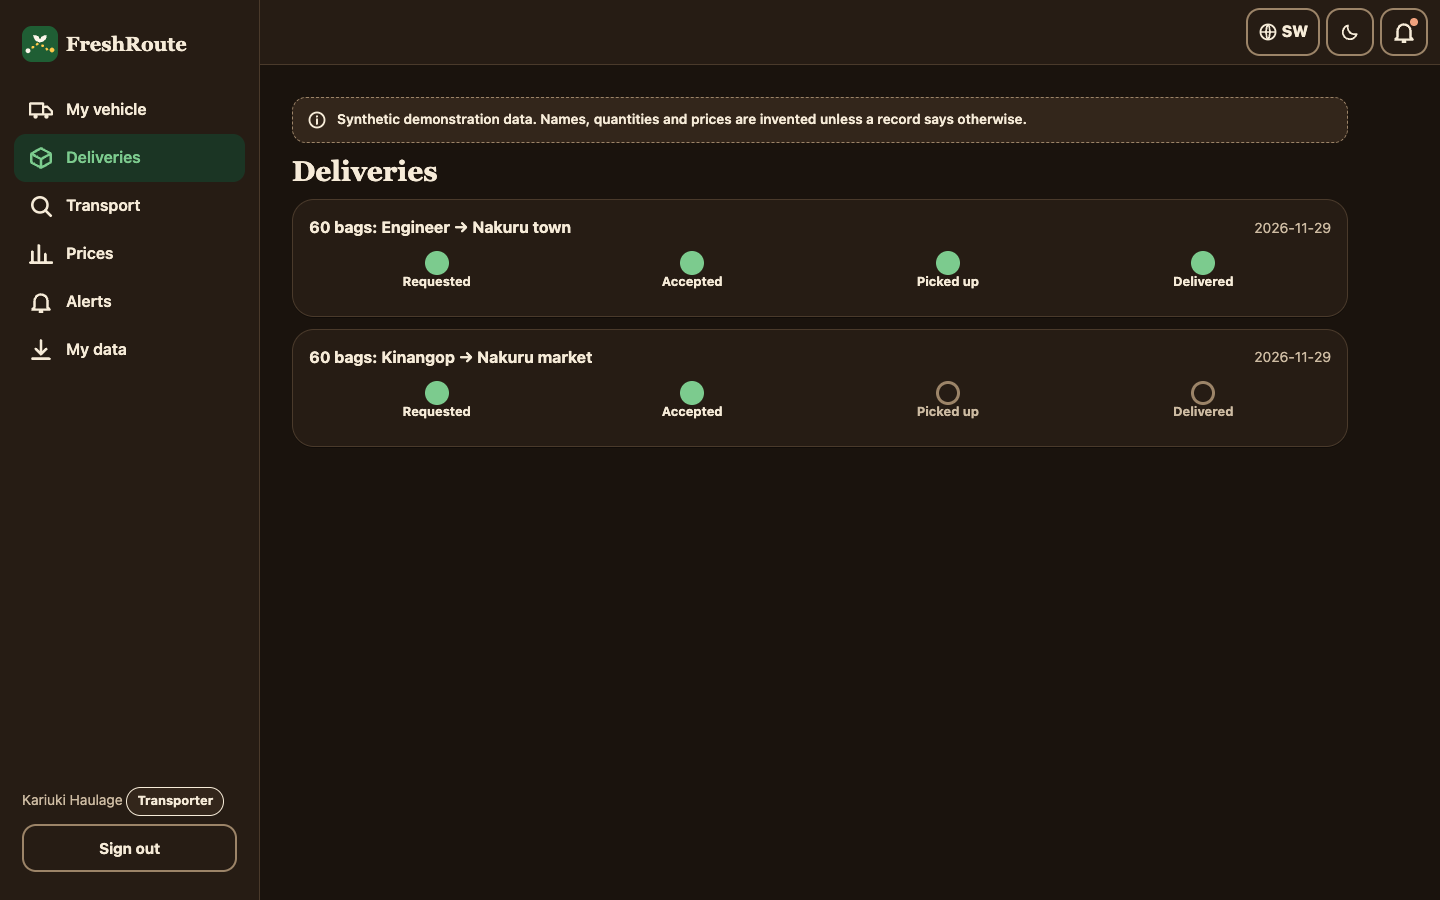 FreshRoute
My vehicle
Deliveries
Transport
Prices
Alerts
My data
Kariuki Haulage Transporter
Sign out
SW
Synthetic demonstration data. Names, quantities and prices are invented unless a record says otherwise.
Deliveries
60 bags: Engineer → Nakuru town 2026-11-29
Requested Accepted Picked up Delivered
60 bags: Kinangop → Nakuru market 2026-11-29
Requested Accepted Picked up Delivered